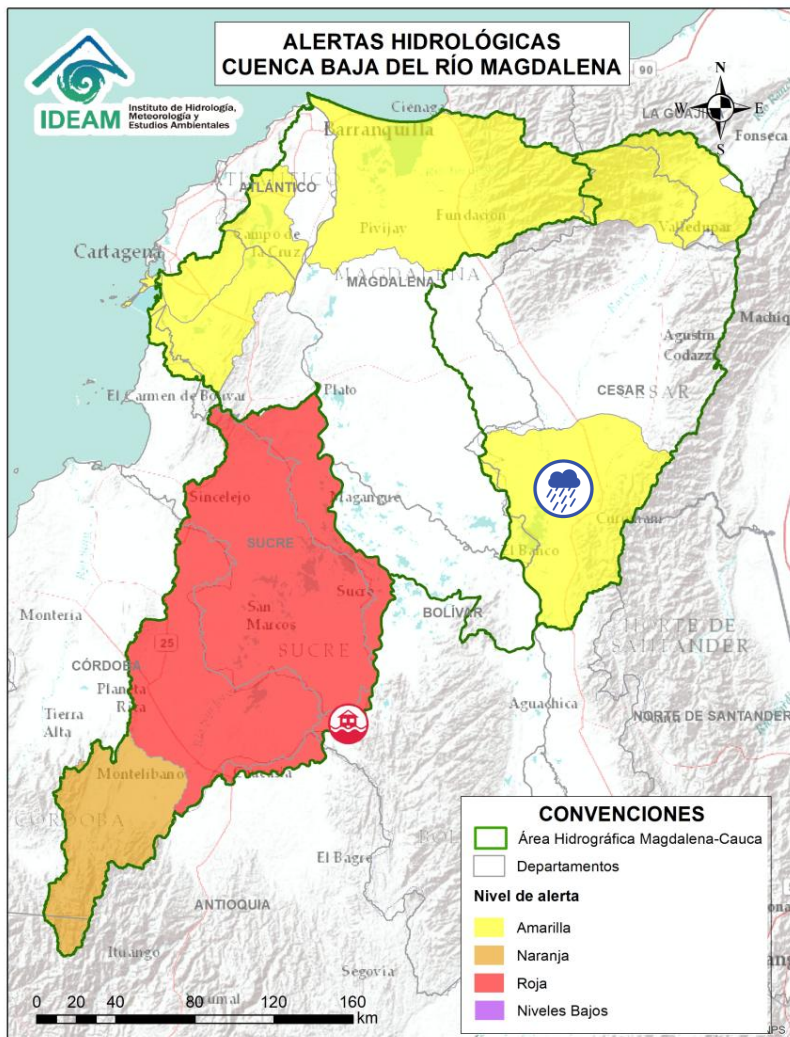 ALERTAS HIDROLÓGICAS
CUENCA BAJA DEL RÍO MAGDALENA
IDEAM
Instituto de Hidrología,
Meteorología y
Estudios Ambientales
N
W
E
S
90
Ciénaga
LA GUAJIRA
Barranquilla
Fonseca
ATLÁNTICO
Pivijay
Fundación
Valledupar
Cartagena
Campo de
la Cruz
MAGDALENA
MAGDALENA
Agustín
Codazzi
CESAR
CESAR
El Carmen de Bolívar
Plato
Sincelejo
Magangué
SUCRE
El Banco
Sucre
San
Marcos
BOLÍVAR
Montería
SUCRE
NORTE DE
SANTANDER
25
CÓRDOBA
Planeta
Rica
Tierra
Alta
Aguachica
NORTE DE SANTANDER
Montelíbano
CÓRDOBA
El Bagre
ANTIOQUIA
Ituango
Segovia
CONVENCIONES
Área Hidrográfica Magdalena-Cauca
Departamentos
Nivel de alerta
Amarilla
Naranja
Roja
Niveles Bajos
0 20 40 80 120 160
km